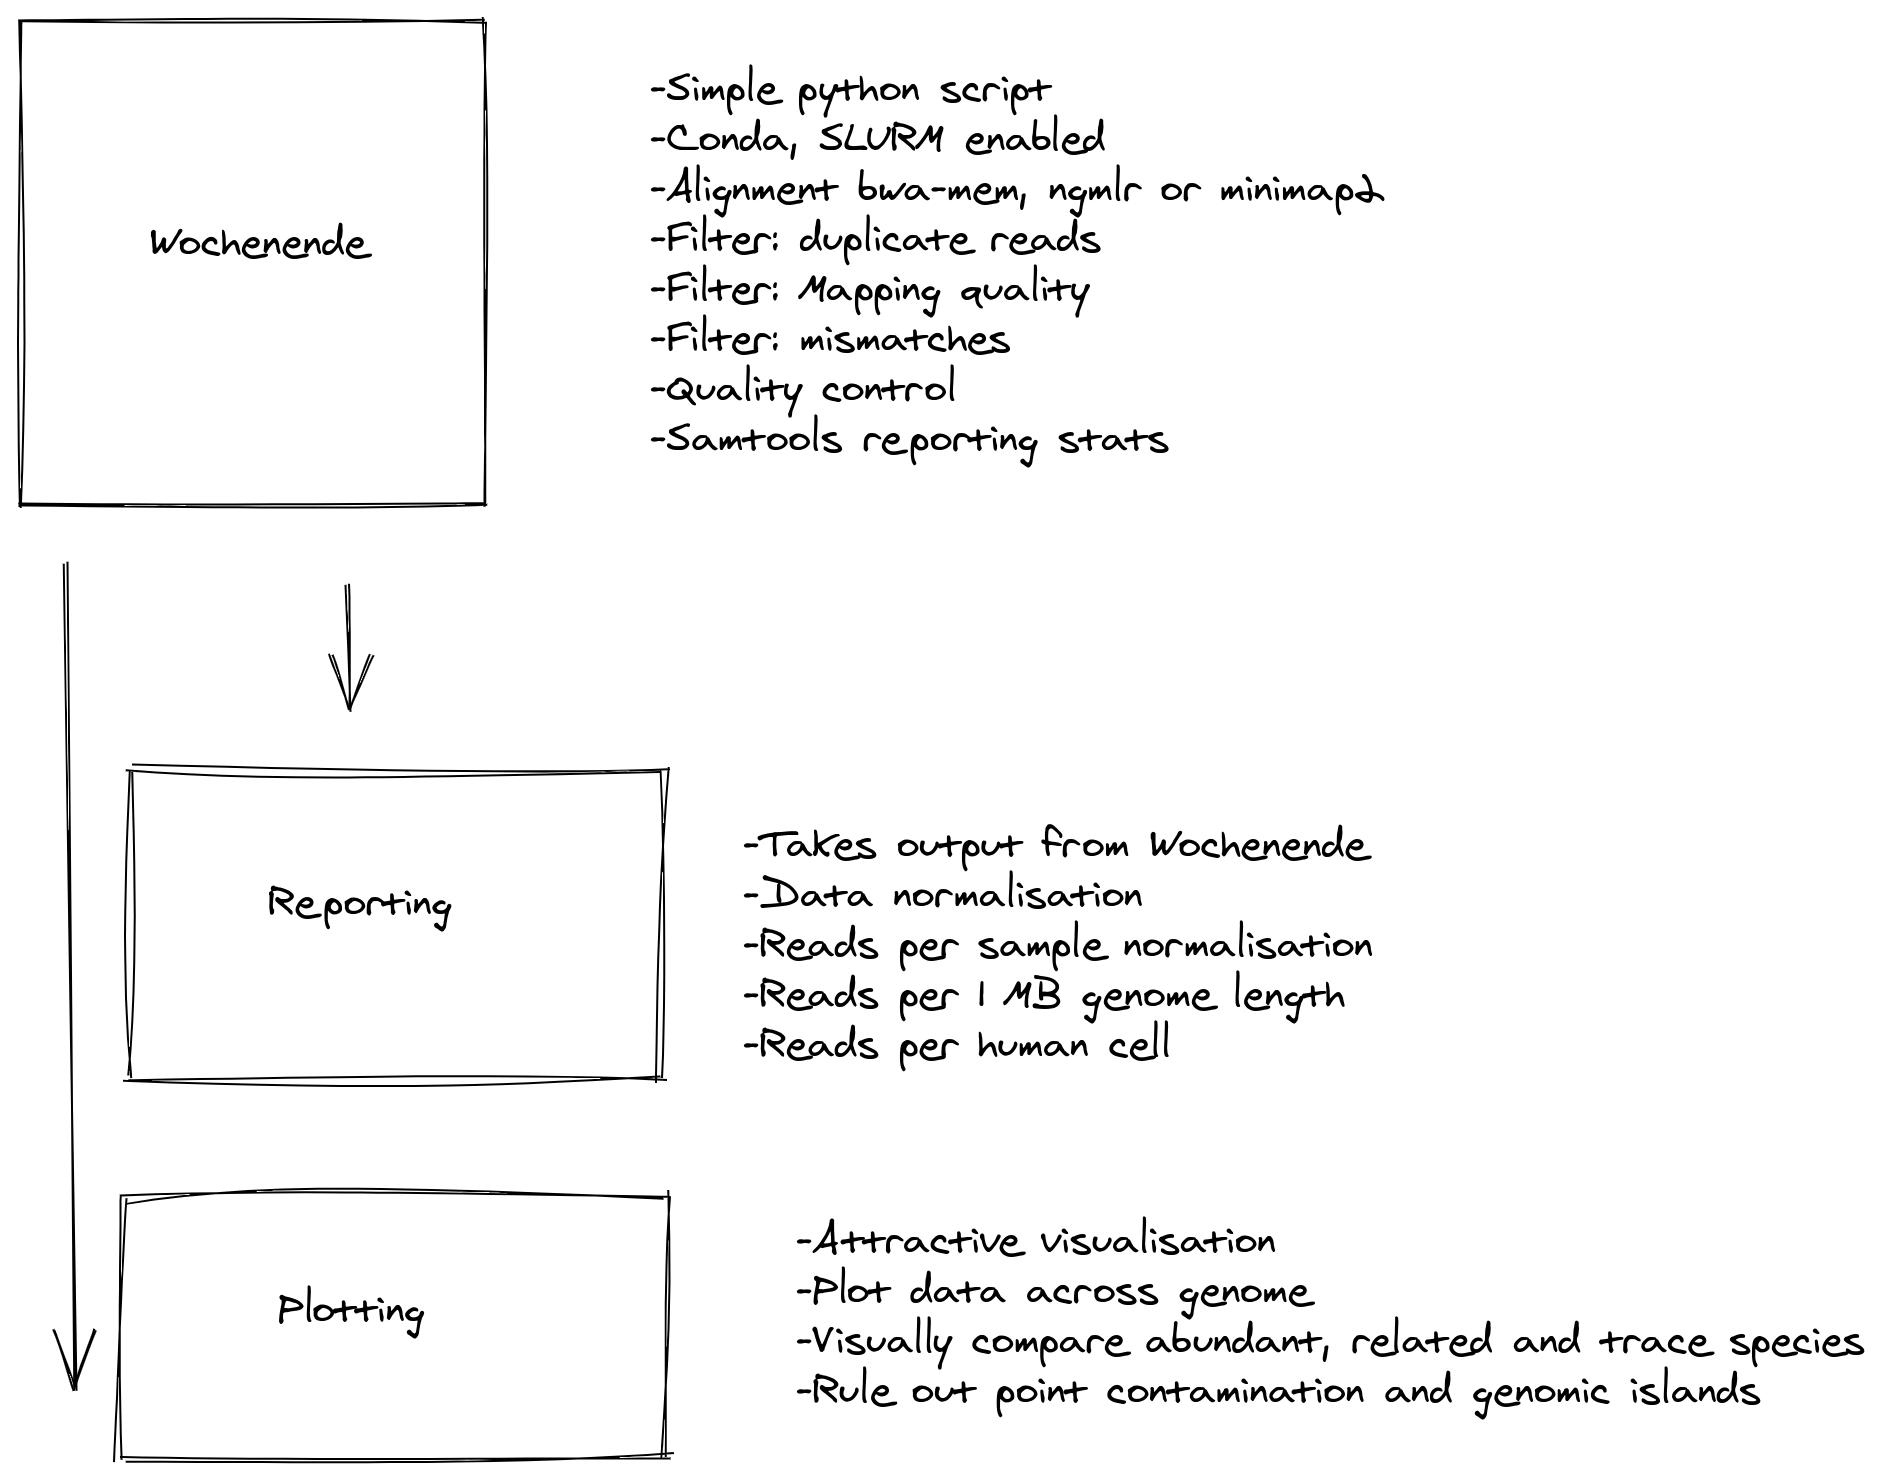 Wochenende
-Simple python script
-Conda, SLURM enabled
-Alignment bwa-mem, ngmlr or minimap2
-Filter: duplicate reads
-Filter: Mapping quality
-Filter: mismatches
-Quality control
-Samtools reporting stats
Reporting
-Takes output from Wochenende
-Data normalisation
-Reads per sample normalisation
-Reads per 1 MB genome length
-Reads per human cell
Plotting
-Attractive visualisation
-Plot data across genome
-Visually compare abundant, related and trace species
-Rule out point contamination and genomic islands